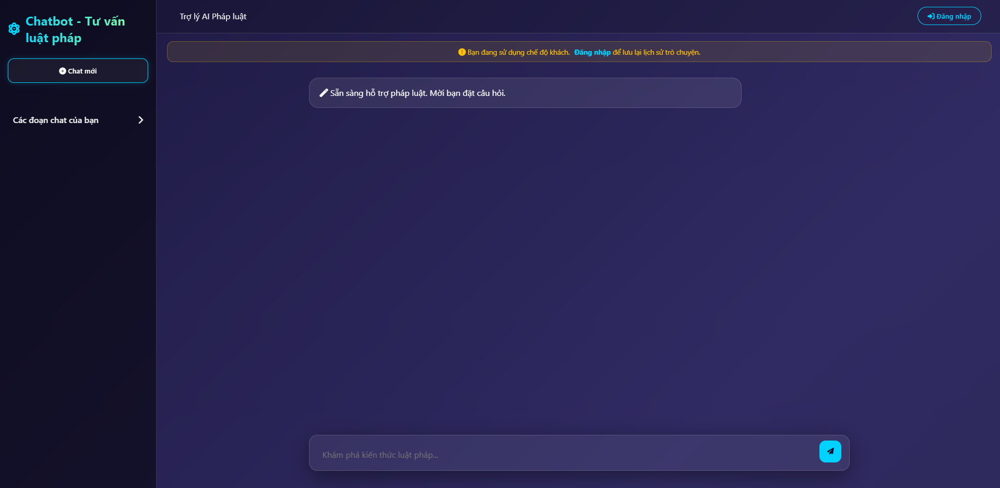 Chatbot - Tư vấn
luật pháp
Chat mới
Các đoạn chat của bạn
Trợ lý AI Pháp luật
Đăng nhập
Bạn đang sử dụng chế độ khách. Đăng nhập để lưu lại lịch sử trò chuyện.
Sẵn sàng hỗ trợ pháp luật. Mời bạn đặt câu hỏi.
Khám phá kiến thức luật pháp...